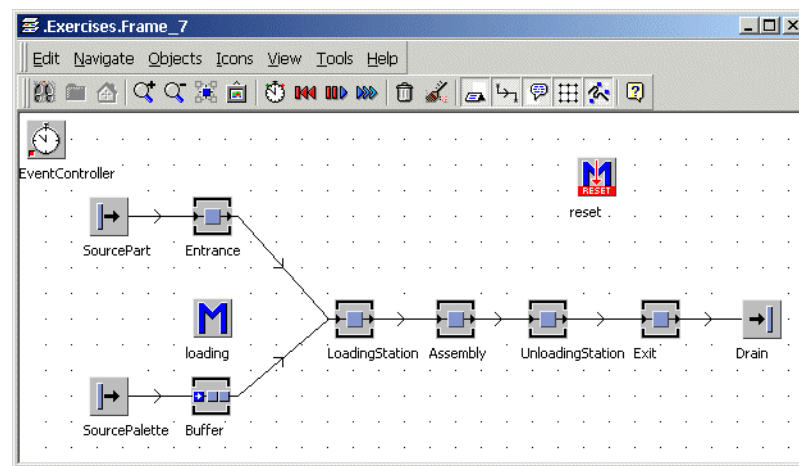 .Exercises.Frame_7
Edit Navigate Objects Icons View Tools Help
EventController
RESET
reset
SourcePart Entrance
loading
LoadingStation Assembly UnloadingStation Exit Drain
SourcePalette Buffer